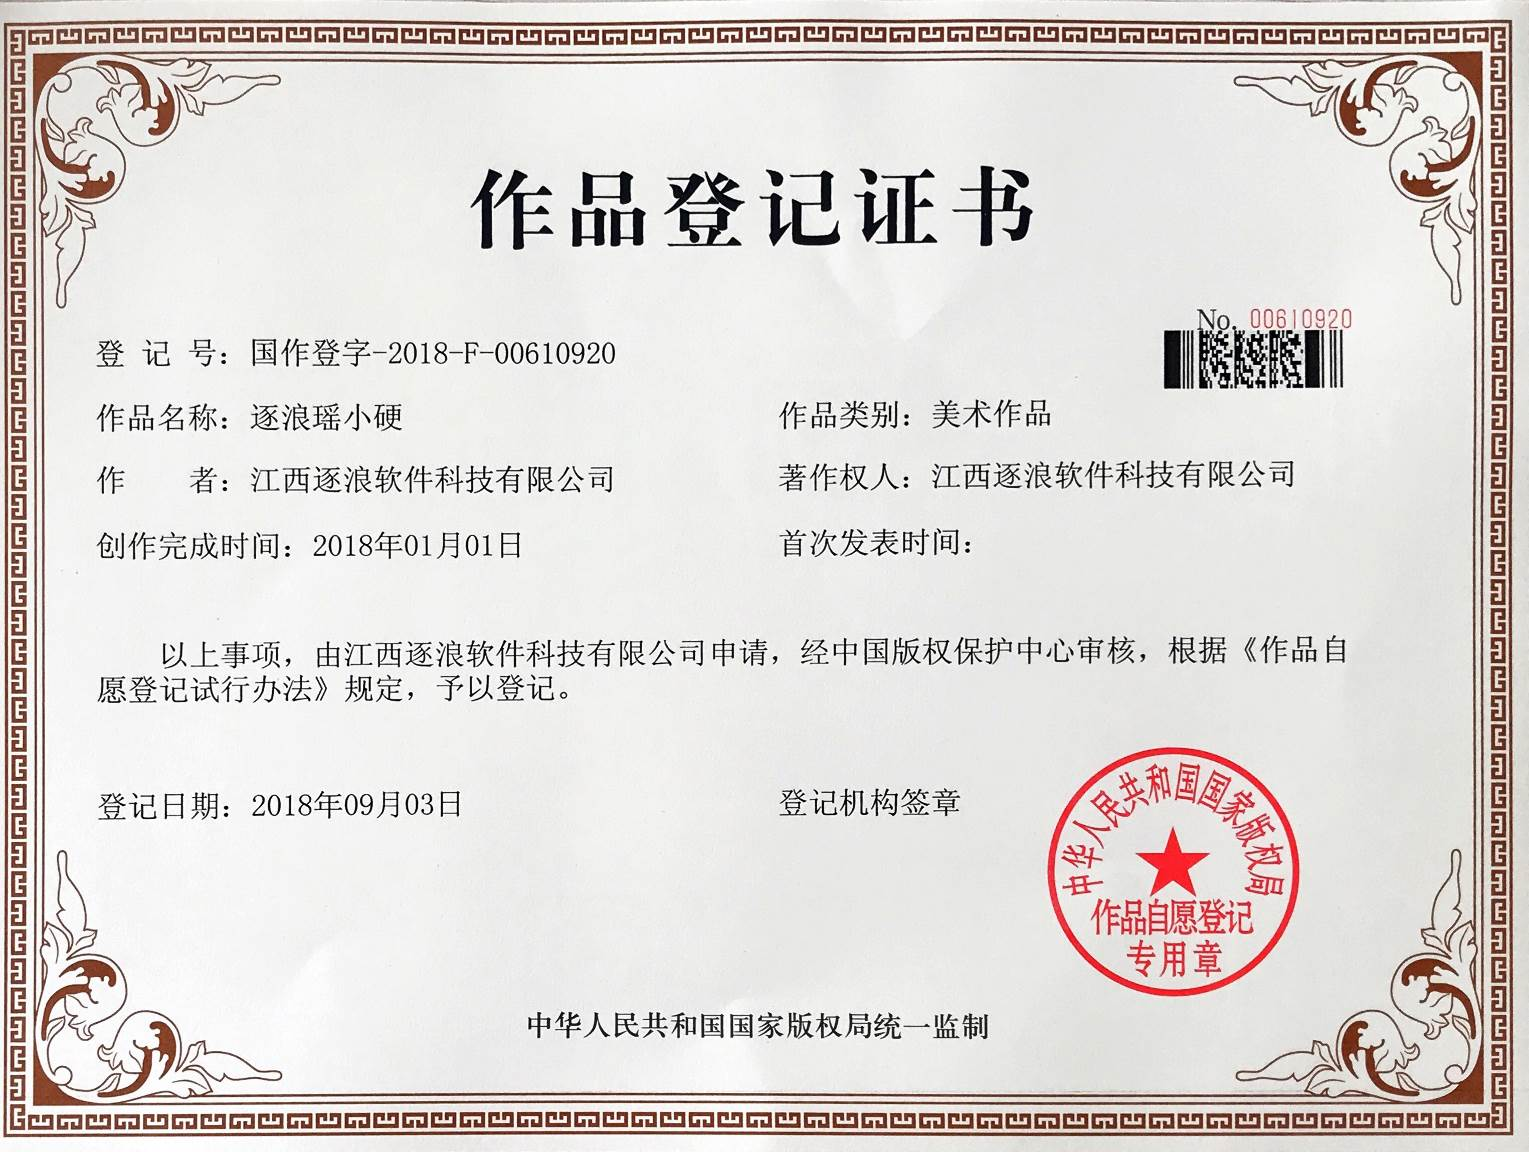 作品登记证书
No. 00610920
登 记 号：国作登字-2018-F-00610920
作品名称：逐浪瑶小硬
作品类别：美术作品
作　　者：江西逐浪软件科技有限公司
著作权人：江西逐浪软件科技有限公司
创作完成时间：2018年01月01日
首次发表时间：
以上事项，由江西逐浪软件科技有限公司申请，经中国版权保护中心审核，根据《作品自
愿登记试行办法》规定，予以登记。
登记日期：2018年09月03日
登记机构签章
中华人民共和国国家版权局
作品自愿登记
专用章
中华人民共和国国家版权局统一监制